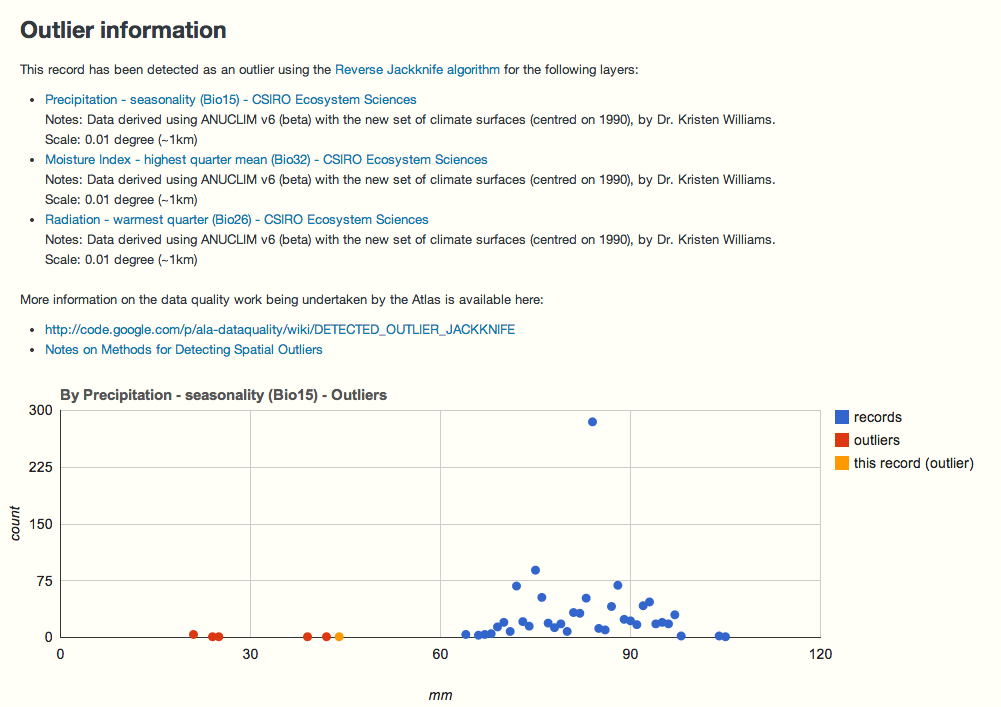 Outlier information
This record has been detected as an outlier using the Reverse Jackknife algorithm for the following layers:
• Precipitation - seasonality (Bio15) - CSIRO Ecosystem Sciences
Notes: Data derived using ANUCLIM v6 (beta) with the new set of climate surfaces (centred on 1990), by Dr. Kristen Williams.
Scale: 0.01 degree (~1km)
• Moisture Index - highest quarter mean (Bio32) - CSIRO Ecosystem Sciences
Notes: Data derived using ANUCLIM v6 (beta) with the new set of climate surfaces (centred on 1990), by Dr. Kristen Williams.
Scale: 0.01 degree (~1km)
• Radiation - warmest quarter (Bio26) - CSIRO Ecosystem Sciences
Notes: Data derived using ANUCLIM v6 (beta) with the new set of climate surfaces (centred on 1990), by Dr. Kristen Williams.
Scale: 0.01 degree (~1km)
More information on the data quality work being undertaken by the Atlas is available here:
• http://code.google.com/p/ala-dataquality/wiki/DETECTED_OUTLIER_JACKKNIFE
• Notes on Methods for Detecting Spatial Outliers
By Precipitation - seasonality (Bio15) - Outliers
300
225
150
75
0
count
0 30 60 90 120
mm
records
outliers
this record (outlier)